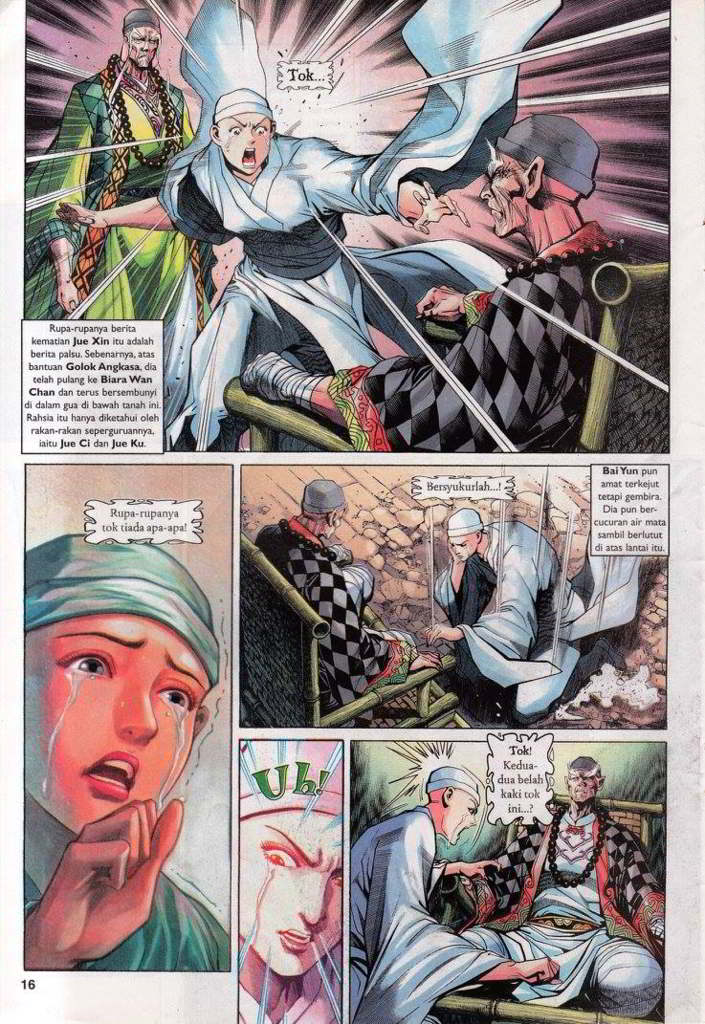 Tok...
Rupa-rupanya berita
kematian Jue Xin itu adalah
berita palsu. Sebenarnya, atas
bantuan Golok Angkasa, dia
telah pulang ke Biara Wan
Chan dan terus bersembunyi
di dalam gua di bawah tanah ini.
Rahsia itu hanya diketahui oleh
rakan-rakan seperguruannya,
iaitu Jue Ci dan Jue Ku.
Rupa-rupanya
tok tiada apa-apa!
Bersyukurlah...!
Bai Yun pun
amat terkejut
tetapi gembira.
Dia pun ber-
cucuran air mata
sambil berlutut
di atas lantai itu.
Uh!
Tok!
Kedua-
dua belah
kaki tok
ini...?
16